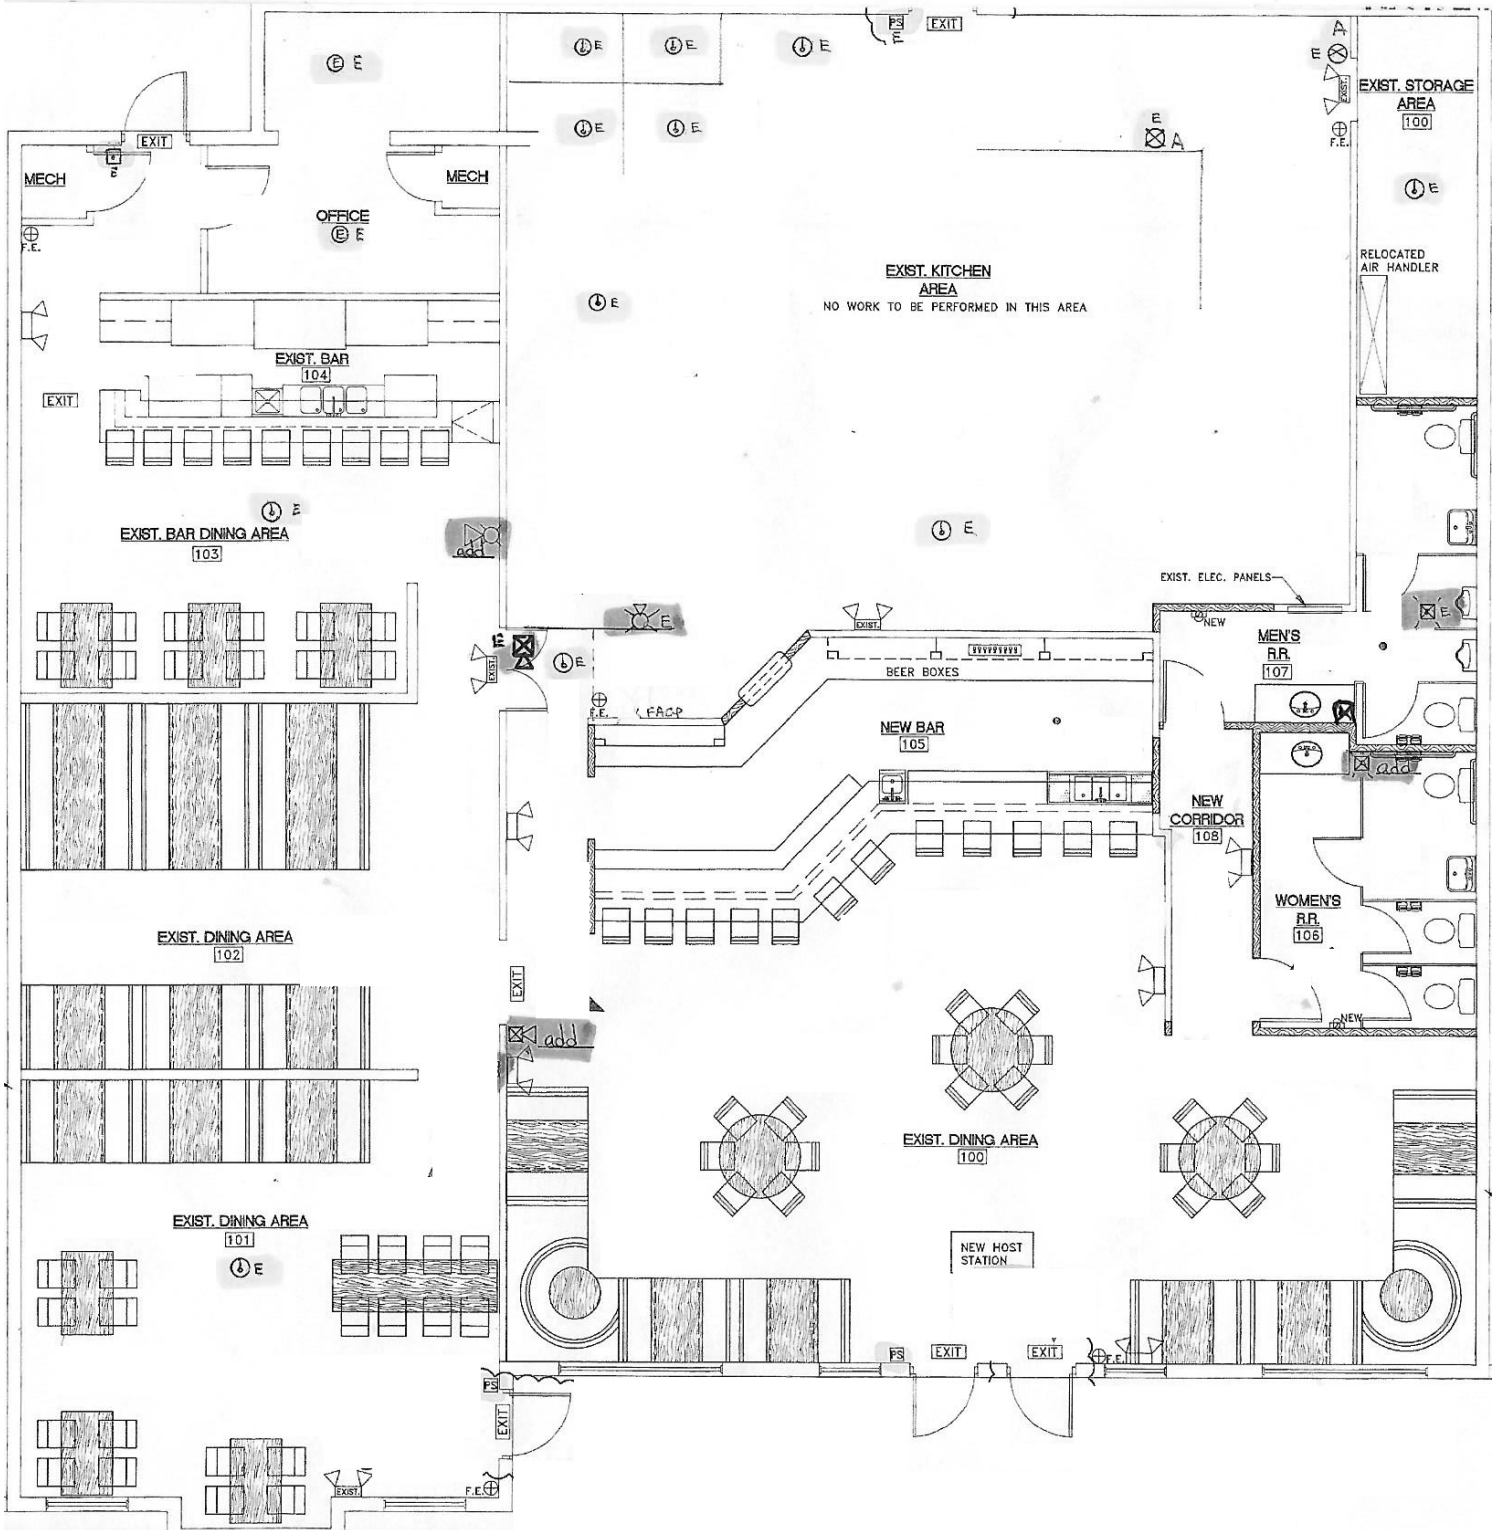 PS
EXIT
E
E
E
E
E
E
A
E
EXIST.
EXIST. STORAGE
AREA
100
E
E
E
A
F.E.
EXIT
E
MECH
MECH
OFFICE
E
E
E
F.E.
RELOCATED
AIR HANDLER
EXIST. KITCHEN
AREA
NO WORK TO BE PERFORMED IN THIS AREA
E
EXIST. BAR
104
EXIT
E
EXIST. BAR DINING AREA
103
add
E
EXIST. ELEC. PANELS
E
EXIST.
NEW
E
MEN'S
R.R.
107
E
EXIST.
E
BEER BOXES
F.E.
FACP
NEW BAR
105
add
NEW
CORRIDOR
108
WOMEN'S
R.R.
106
EXIST. DINING AREA
102
EXIT
NEW
add
EXIST. DINING AREA
100
EXIST. DINING AREA
101
E
NEW HOST
STATION
PS
EXIT
EXIT
F.E.
PS
EXIT
EXIST.
F.E.